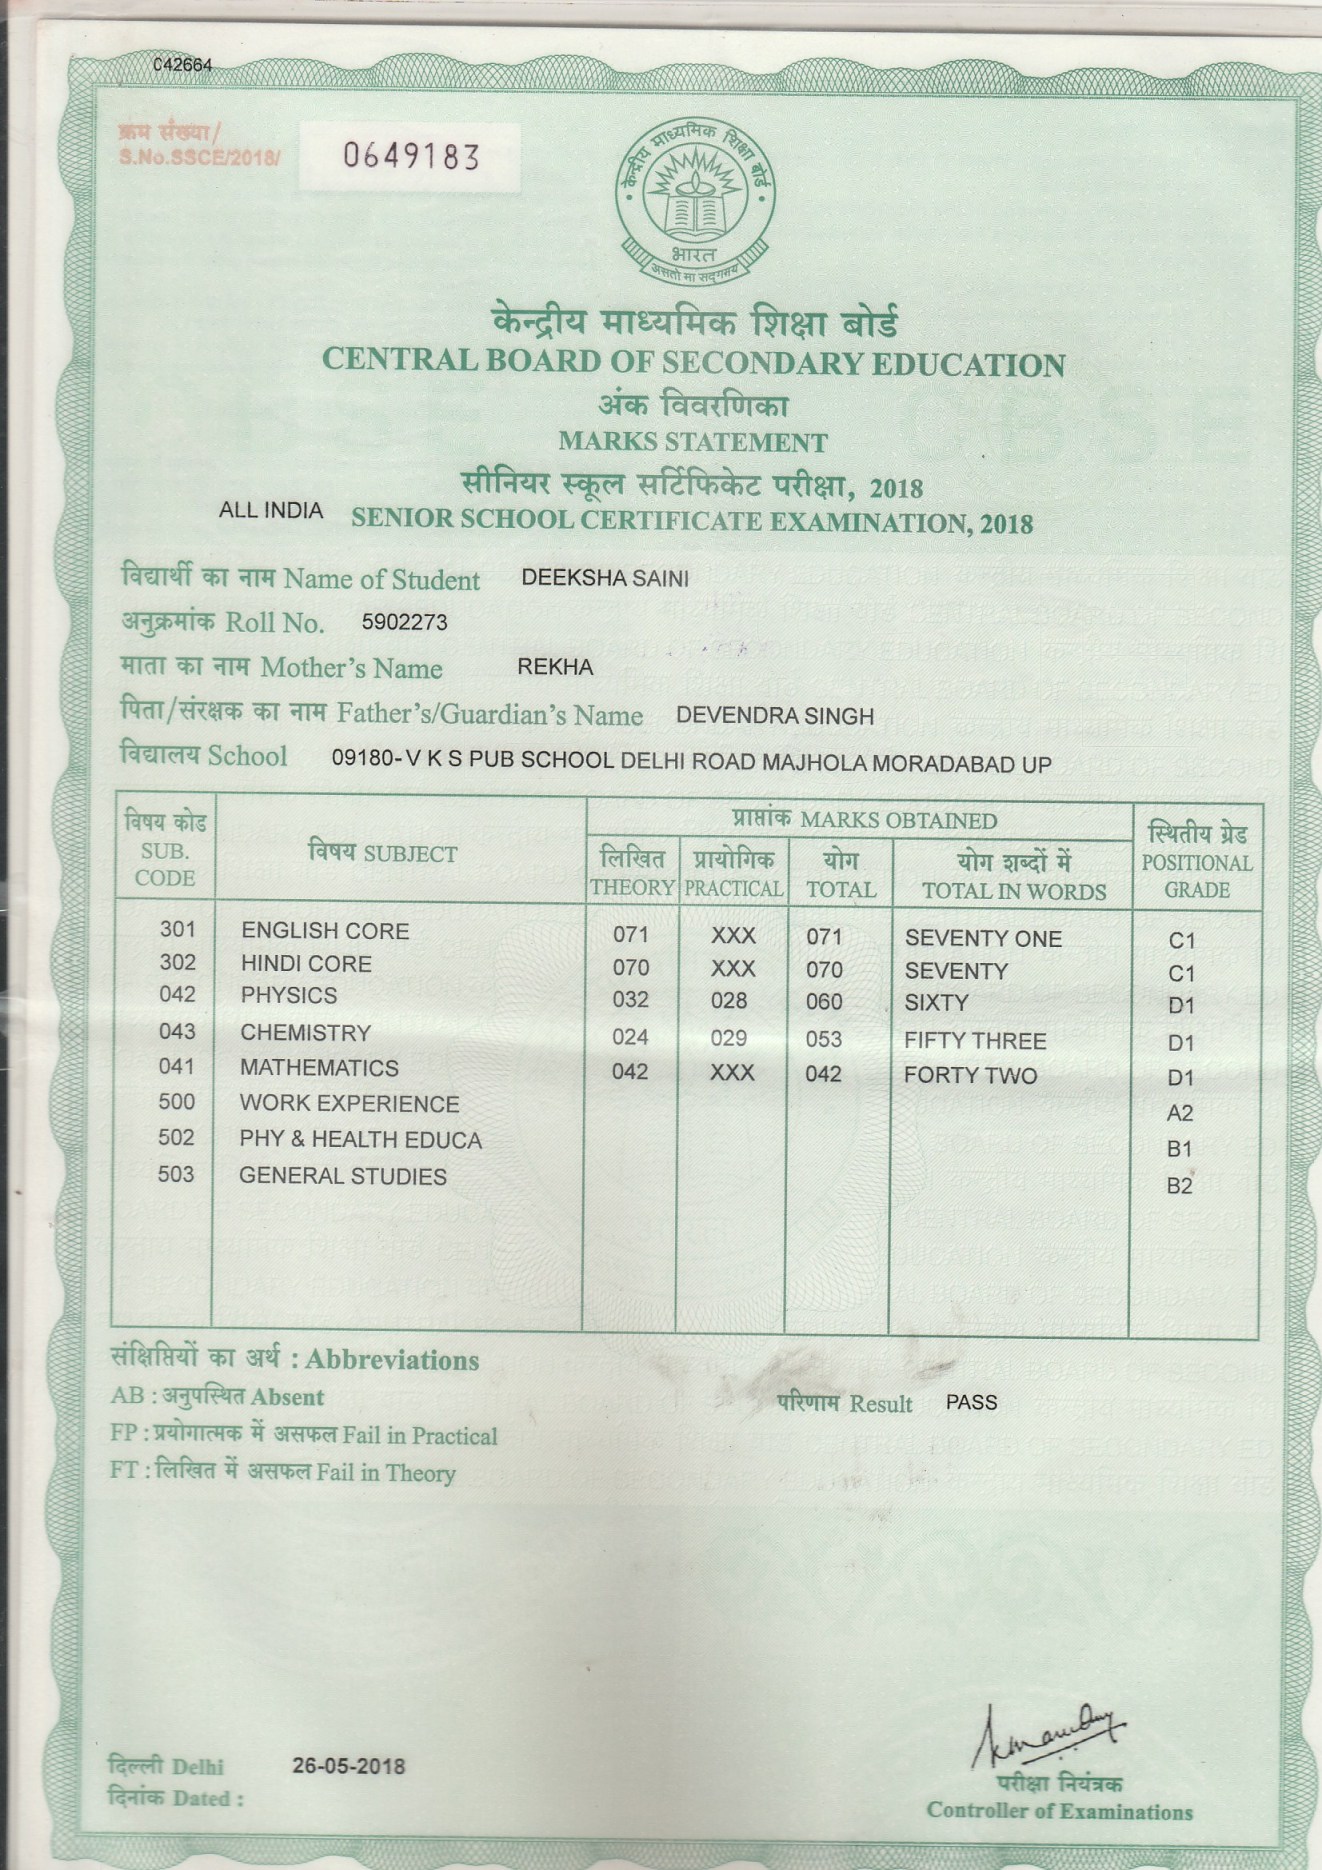 042664
क्रम संख्या/
S.No.SSCE/2018/ 0649183
केन्द्रीय माध्यमिक शिक्षा बोर्ड
भारत
असतो मा सद्गमय
केन्द्रीय माध्यमिक शिक्षा बोर्ड
CENTRAL BOARD OF SECONDARY EDUCATION
अंक विवरणिका
MARKS STATEMENT
सीनियर स्कूल सर्टिफिकेट परीक्षा, 2018
ALL INDIA SENIOR SCHOOL CERTIFICATE EXAMINATION, 2018
विद्यार्थी का नाम Name of Student DEEKSHA SAINI
अनुक्रमांक Roll No. 5902273
माता का नाम Mother's Name REKHA
पिता/संरक्षक का नाम Father's/Guardian's Name DEVENDRA SINGH
विद्यालय School 09180- V K S PUB SCHOOL DELHI ROAD MAJHOLA MORADABAD UP
विषय कोड
SUB.
CODE
विषय SUBJECT
प्राप्तांक MARKS OBTAINED
लिखित
THEORY
प्रायोगिक
PRACTICAL
योग
TOTAL
योग शब्दों में
TOTAL IN WORDS
स्थितीय ग्रेड
POSITIONAL
GRADE
301 ENGLISH CORE 071 XXX 071 SEVENTY ONE C1
302 HINDI CORE 070 XXX 070 SEVENTY C1
042 PHYSICS 032 028 060 SIXTY D1
043 CHEMISTRY 024 029 053 FIFTY THREE D1
041 MATHEMATICS 042 XXX 042 FORTY TWO D1
500 WORK EXPERIENCE A2
502 PHY & HEALTH EDUCA B1
503 GENERAL STUDIES B2
संक्षिप्तियों का अर्थ : Abbreviations
AB : अनुपस्थित Absent
परिणाम Result PASS
FP : प्रयोगात्मक में असफल Fail in Practical
FT : लिखित में असफल Fail in Theory
दिल्ली Delhi 26-05-2018
दिनांक Dated :
परीक्षा नियंत्रक
Controller of Examinations